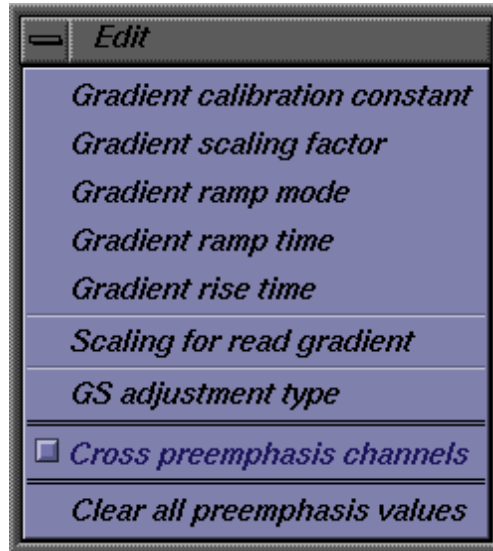 Edit
Gradient calibration constant
Gradient scaling factor
Gradient ramp mode
Gradient ramp time
Gradient rise time
Scaling for read gradient
GS adjustment type
Cross preemphasis channels
Clear all preemphasis values